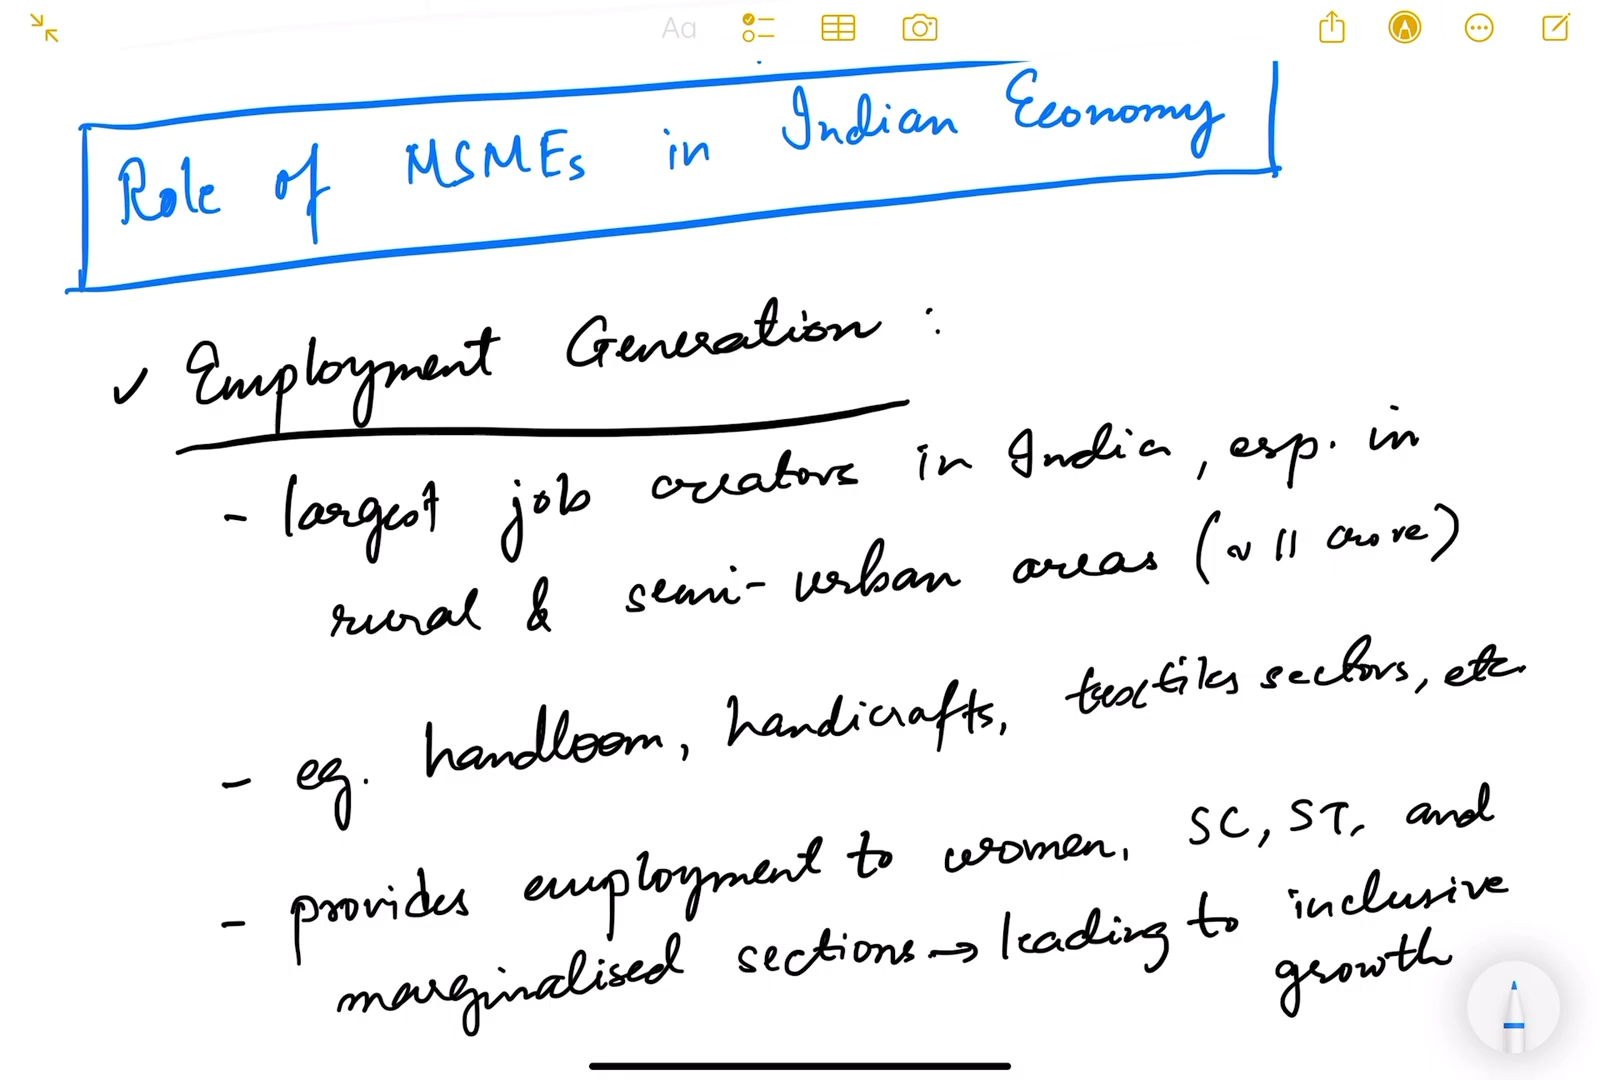 Aa
Role of MSMEs in Indian Economy
✓ Employment Generation :
- largest job creators in India, esp. in
rural & semi-urban areas (~ 11 crore)
- eg. handloom, handicrafts, textiles sectors, etc.
- provides employment to women, SC, ST, and
marginalised sections → leading to inclusive
growth